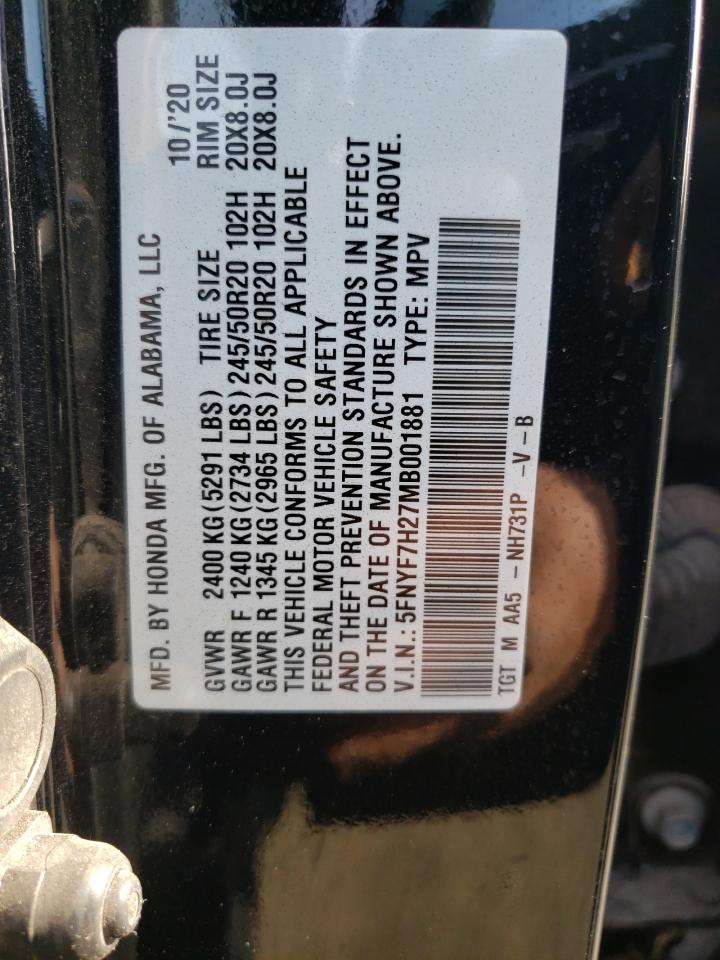 MFD. BY HONDA MFG. OF ALABAMA, LLC 10/'20
GVWR 2400 KG(5291 LBS) TIRE SIZE RIM SIZE
GAWR F 1240 KG(2734 LBS)245/50R20 102H 20X8.0J
GAWR R 1345 KG(2965 LBS)245/50R20 102H 20X8.0J
THIS VEHICLE CONFORMS TO ALL APPLICABLE
FEDERAL MOTOR VEHICLE SAFETY
AND THEFT PREVENTION STANDARDS IN EFFECT
ON THE DATE OF MANUFACTURE SHOWN ABOVE.
V.I.N.: 5FNYF7H27MB001881 TYPE: MPV
TGT M AA5 - NH731P -V-B